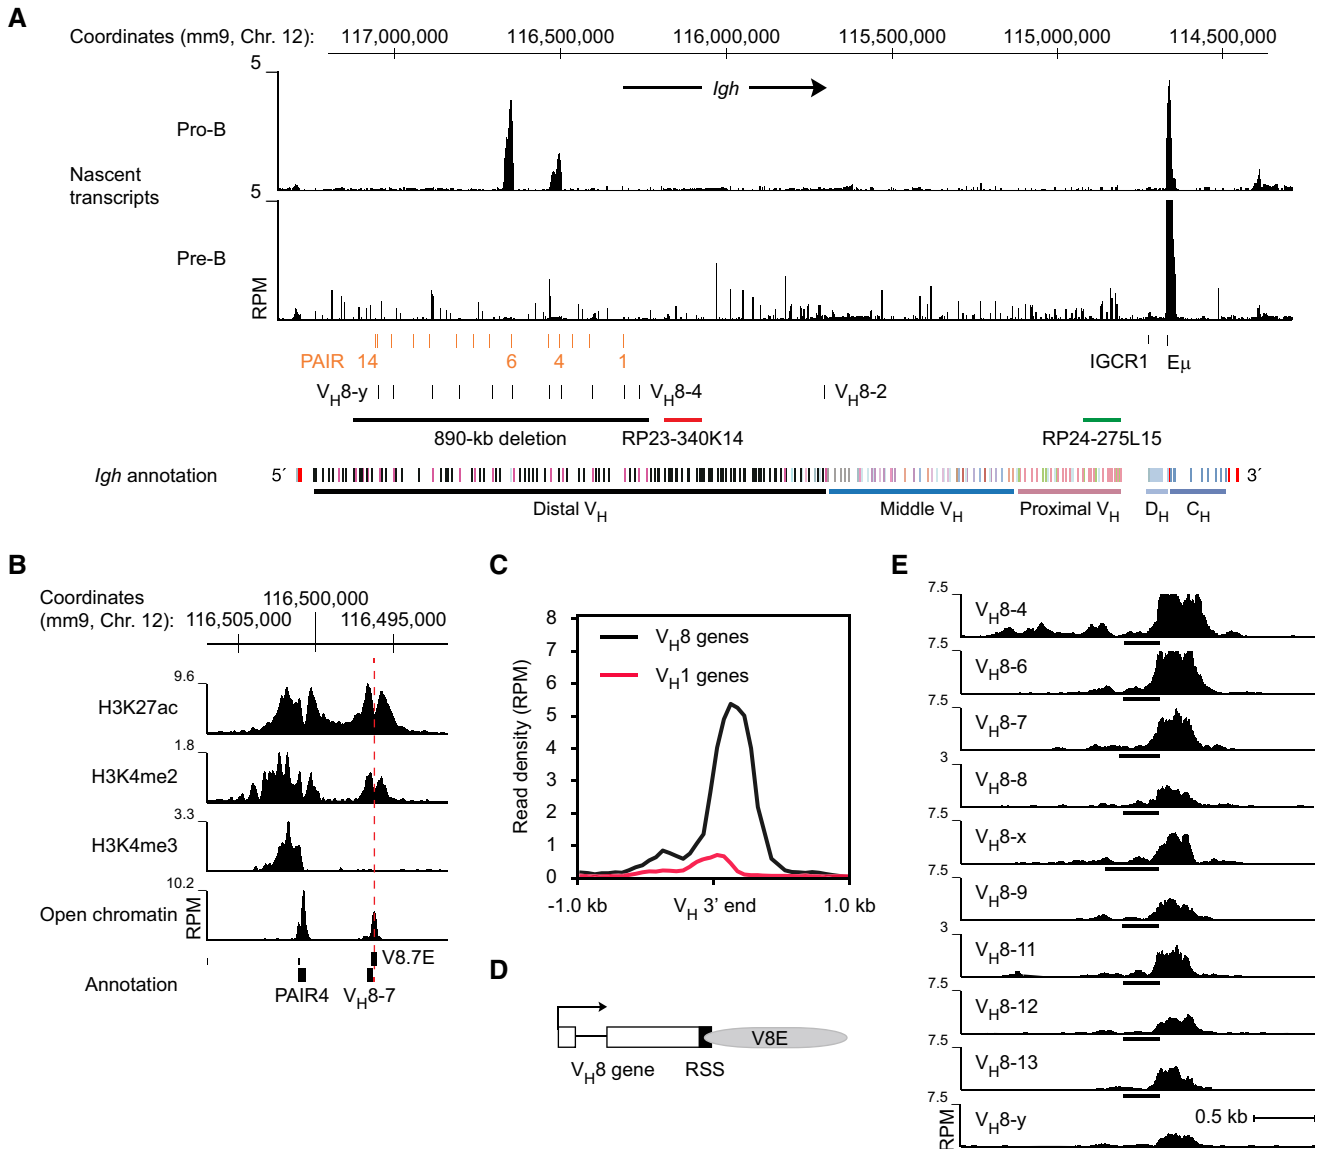 A
Coordinates (mm9, Chr. 12): 117,000,000 116,500,000 116,000,000 115,500,000 115,000,000 114,500,000
5
Igh
Pro-B
Nascent
transcripts
5
Pre-B
RPM
PAIR 14 6 4 1 IGCR1 Eμ
VH8-y VH8-4 VH8-2
890-kb deletion RP23-340K14 RP24-275L15
Igh annotation 5´ 3´
Distal VH Middle VH Proximal VH DH CH
B
Coordinates
(mm9, Chr. 12):
116,500,000
116,505,000 116,495,000
9.6
H3K27ac
1.8
H3K4me2
3.3
H3K4me3
10.2
Open chromatin
RPM
V8.7E
Annotation
PAIR4 VH8-7
C
8
7
6
5
4
3
2
1
0
Read density (RPM)
VH8 genes
VH1 genes
-1.0 kb VH 3' end 1.0 kb
D
V8E
VH8 gene RSS
E
7.5
VH8-4
7.5
VH8-6
7.5
VH8-7
3
VH8-8
7.5
VH8-x
7.5
VH8-9
3
VH8-11
7.5
VH8-12
7.5
VH8-13
7.5
VH8-y
0.5 kb
RPM